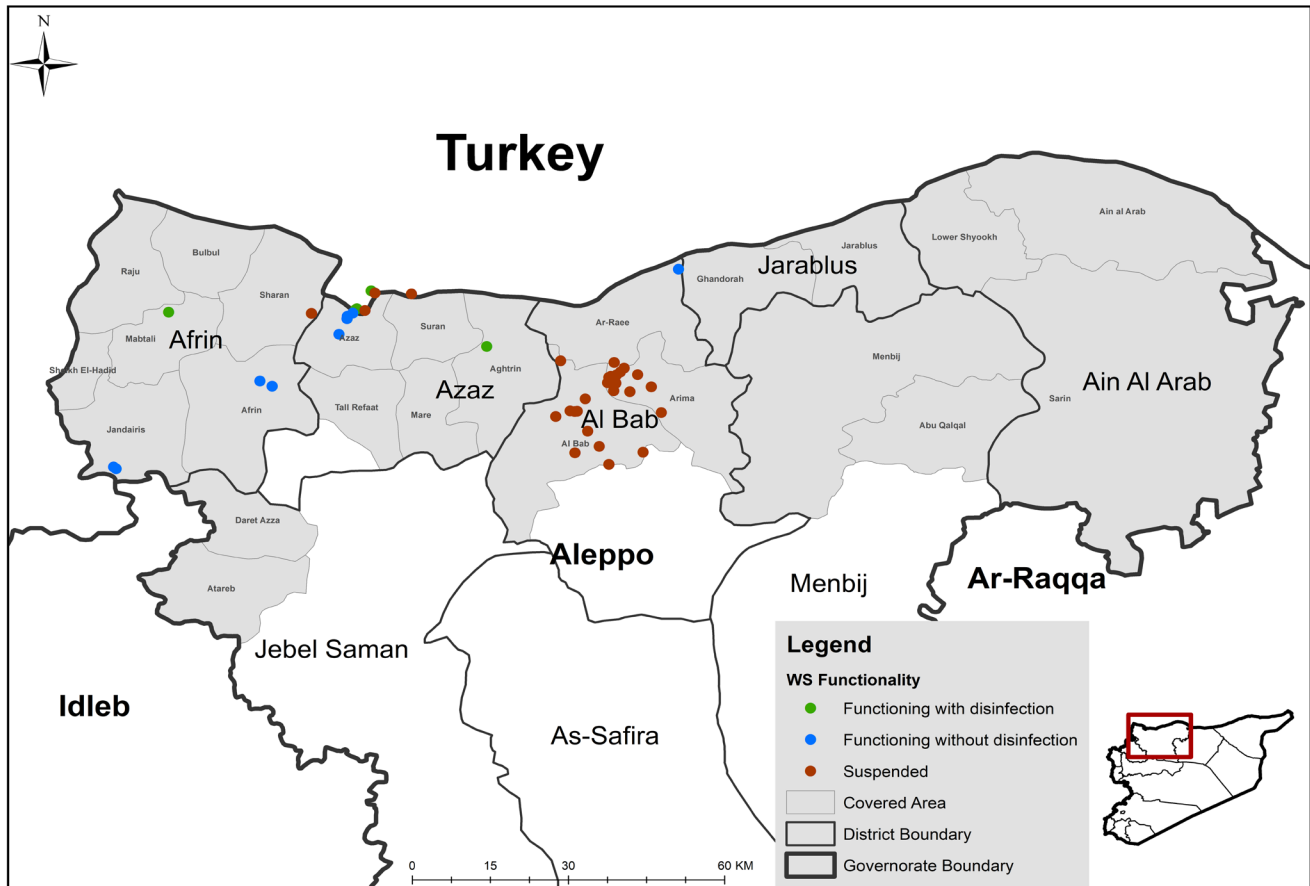 N
Turkey
Ain al Arab
Lower Shyookh
Jarablus
Bulbul
Raju
Ghandorah
Jarablus
Sharan
Ar-Raee
Suran
Azaz
Mabtali
Afrin
Menbij
Aghtrin
Sheikh El-Hadid
Azaz
Ain Al Arab
Arima
Sarin
Tall Refaat
Mare
Afrin
Al Bab
Abu Qalqal
Jandairis
Al Bab
Daret Azza
Aleppo
Menbij
Ar-Raqqa
Atareb
Jebel Saman
Idleb
As-Safira
Legend
WS Functionality
Functioning with disinfection
Functioning without disinfection
Suspended
Covered Area
District Boundary
Governorate Boundary
0 15 30 60 KM